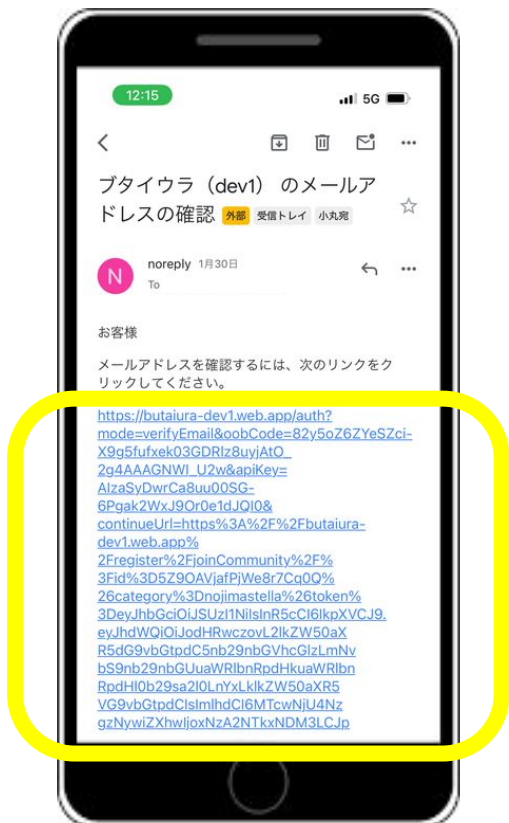 12:15
5G
ブタイウラ（dev1） のメールア
ドレスの確認 外部 受信トレイ 小丸宛
N noreply 1月30日
To
お客様
メールアドレスを確認するには、次のリンクをク
リックしてください。
https://butaiura-dev1.web.app/auth?
mode=verifyEmail&oobCode=82y5oZ6ZYeSZci-
X9g5fufxek03GDRIz8uyjAtO_
2g4AAAGNWI_U2w&apiKey=
AIzaSyDwrCa8uu00SG-
6Pgak2WxJ9Or0e1dJQI0&
continueUrl=https%3A%2F%2Fbutaiura-
dev1.web.app%
2Fregister%2FjoinCommunity%2F%
3Fid%3D5Z9OAVjafPjWe8r7Cq0Q%
26category%3Dnojimastella%26token%
3DeyJhbGciOiJSUzI1NiIsInR5cCI6IkpXVCJ9.
eyJhdWQiOiJodHRwczovL2lkZW50aX
R5dG9vbGtpdC5nb29nbGVhcGlzLmNv
bS9nb29nbGUuaWRlbnRpdHkuaWRlbn
RpdHl0b29sa2l0LnYxLklkZW50aXR5
VG9vbGtpdCIsImlhdCI6MTcwNjU4Nz
gzNywiZXhwIjoxNzA2NTkxNDM3LCJp